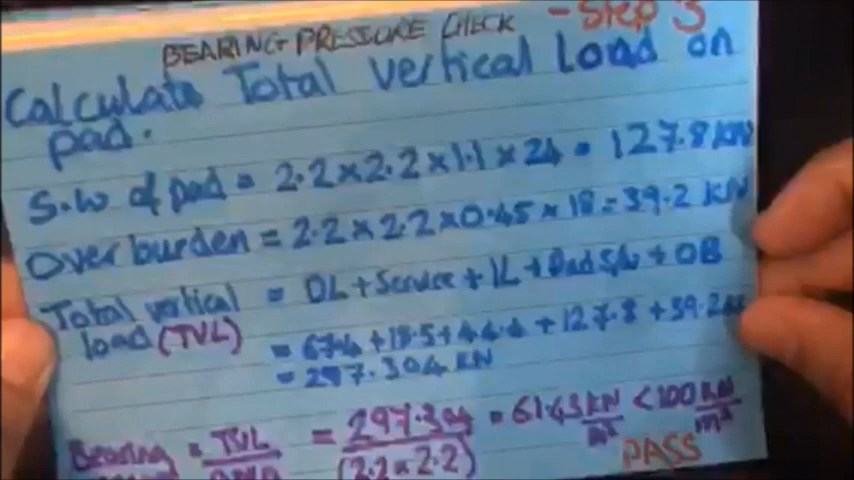 BEARING PRESSURE CHECK - Step 3
Calculate Total vertical Load on
pad.
S.W of pad = 2.2 x 2.2 x 1.1 x 24 = 127.8 KN
Overburden = 2.2 x 2.2 x 0.45 x 18 = 39.2 KN
Total vertical = DL + Service + IL + Pad S/w + OB
load (TVL)
= 67.4 + 18.5 + 44.4 + 127.8 + 39.2
= 297.304 KN
Bearing = TVL = 297.304 = 61.43 KN/m² < 100 KN/m²
(2.2 x 2.2)
PASS